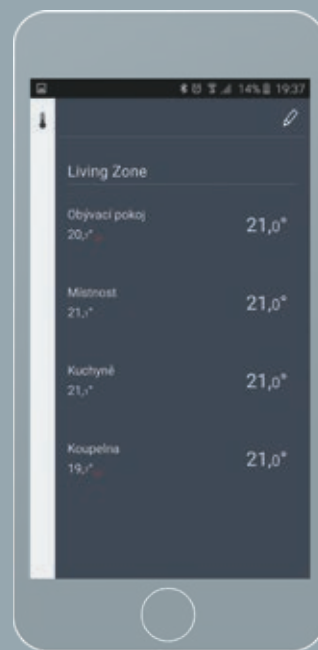 14% 19:37
Living Zone
Obývací pokoj
21,0°
Místnost
21,0°
Kuchyně
21,0°
Koupelna
21,0°